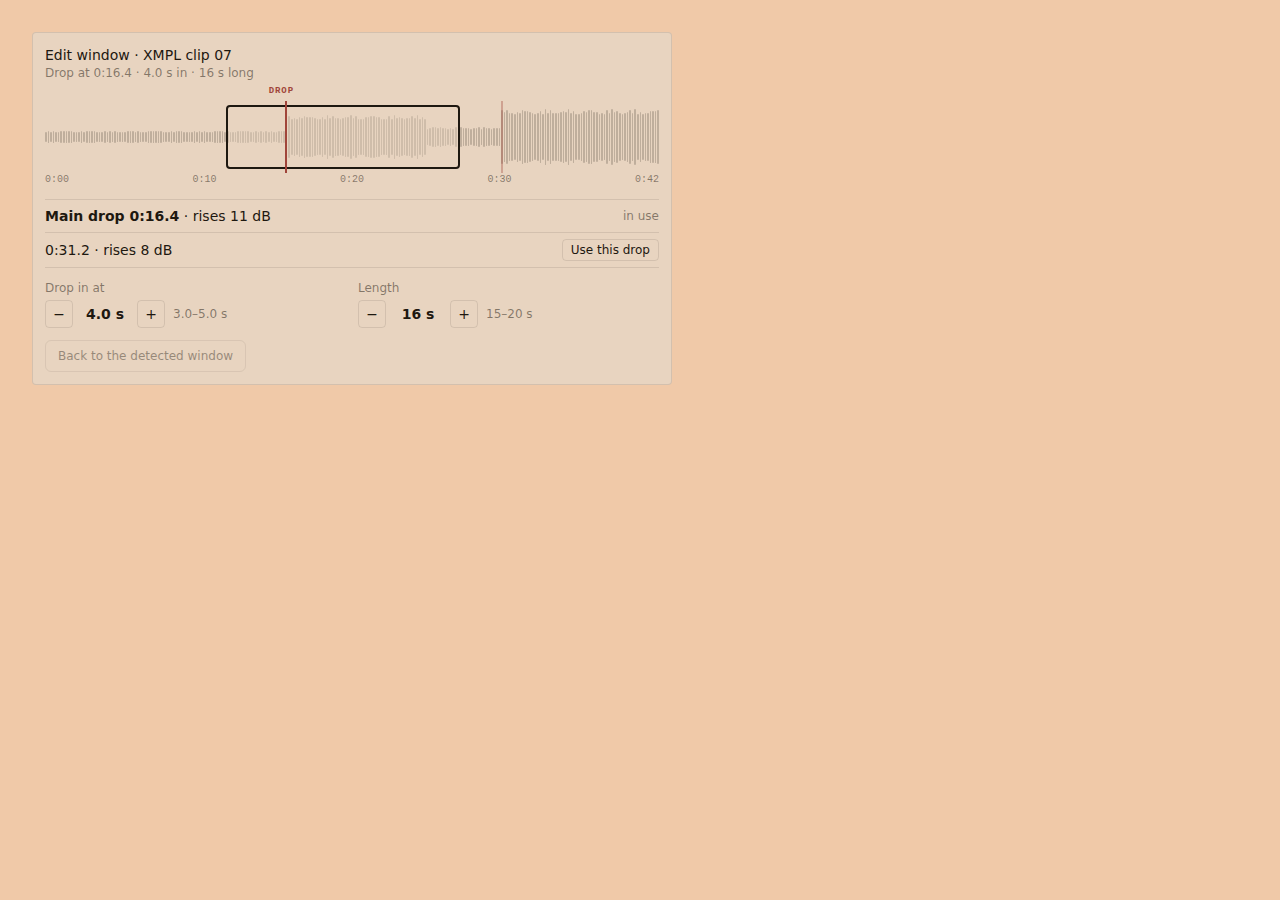 Edit window · XMPL clip 07
Drop at 0:16.4 · 4.0 s in · 16 s long
DROP
0:00 0:10 0:20 0:30 0:42
Main drop 0:16.4 · rises 11 dB in use
0:31.2 · rises 8 dB Use this drop
Drop in at Length
− 4.0 s + 3.0–5.0 s − 16 s + 15–20 s
Back to the detected window